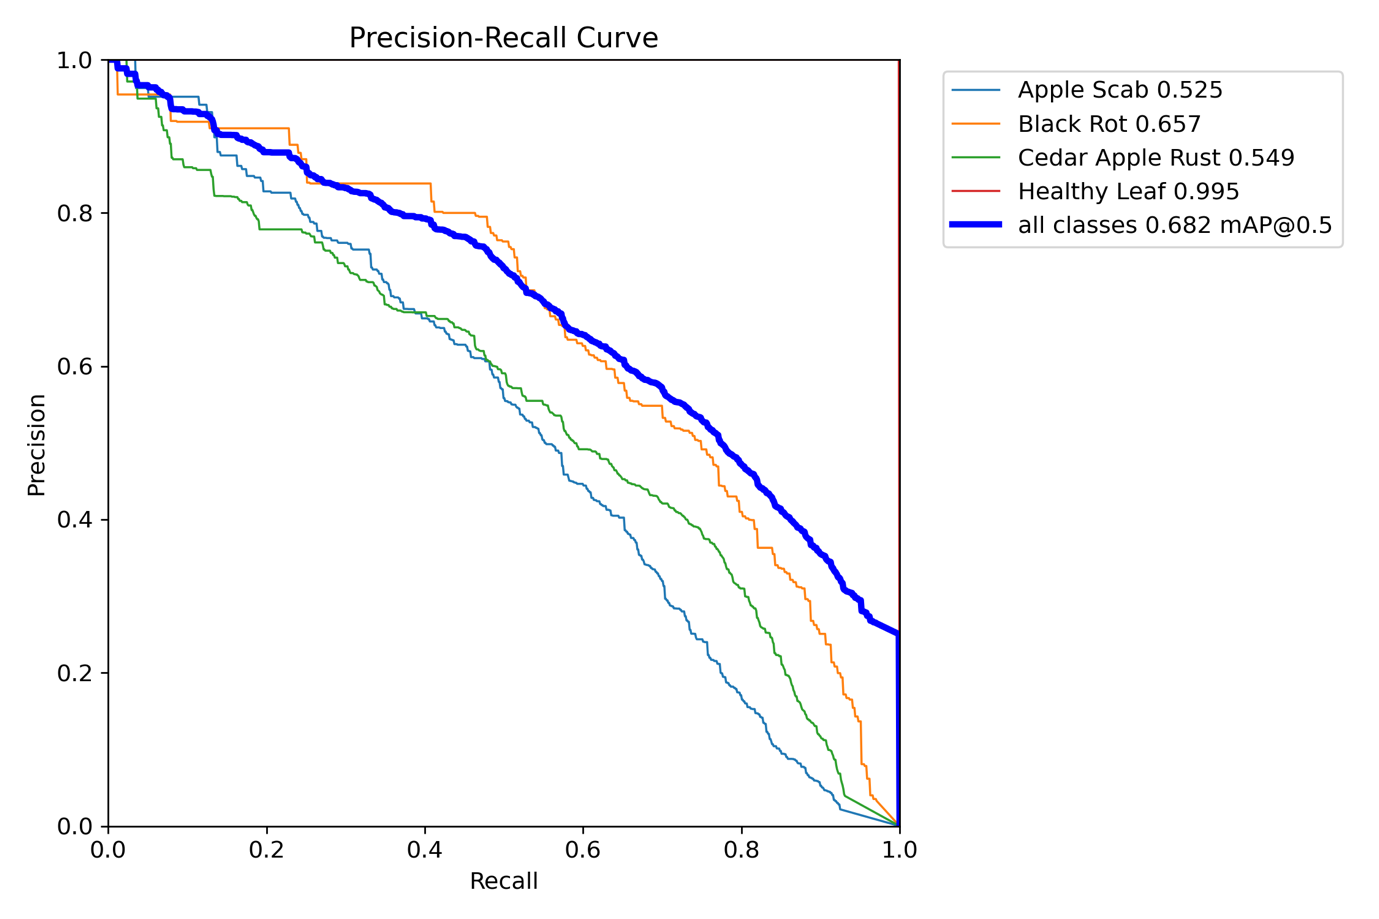 Precision-Recall Curve
1.0
0.8
0.6
0.4
0.2
0.0
Precision
0.0 0.2 0.4 0.6 0.8 1.0
Recall
Apple Scab 0.525
Black Rot 0.657
Cedar Apple Rust 0.549
Healthy Leaf 0.995
all classes 0.682 mAP@0.5